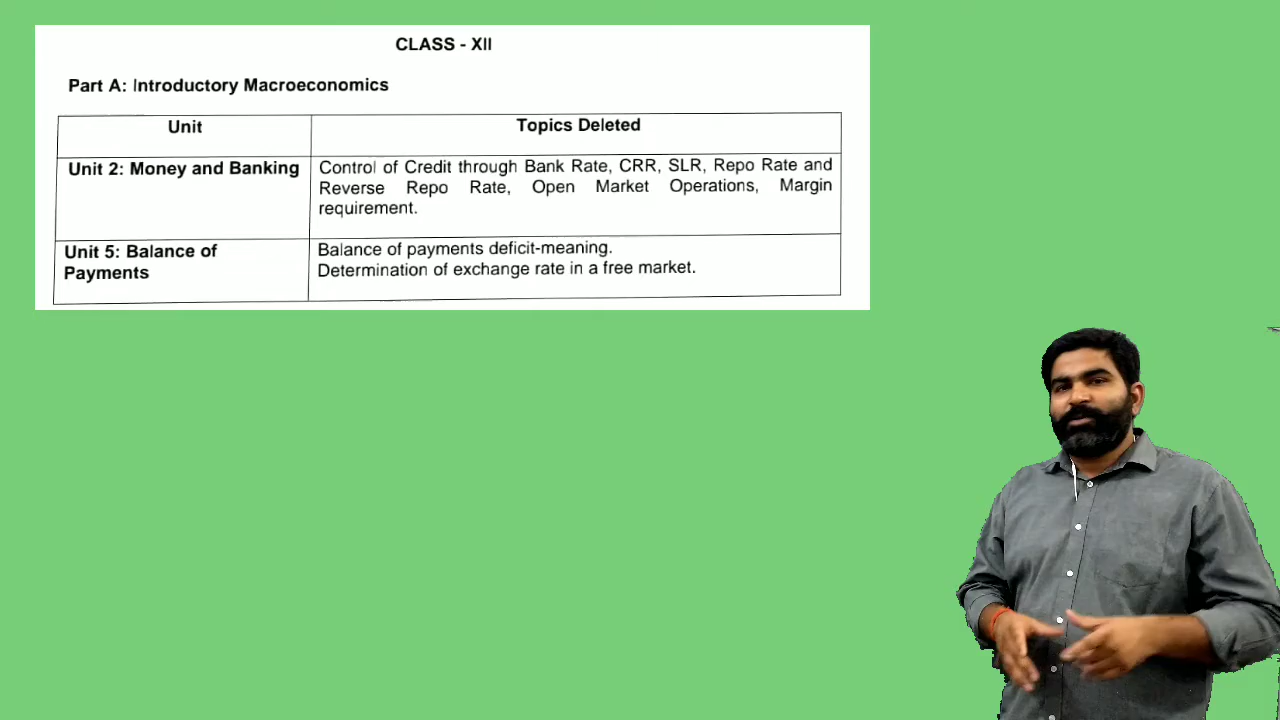 CLASS - XII
Part A: Introductory Macroeconomics
Unit
Topics Deleted
Unit 2: Money and Banking
Control of Credit through Bank Rate, CRR, SLR, Repo Rate and
Reverse Repo Rate, Open Market Operations, Margin
requirement.
Unit 5: Balance of
Payments
Balance of payments deficit-meaning.
Determination of exchange rate in a free market.